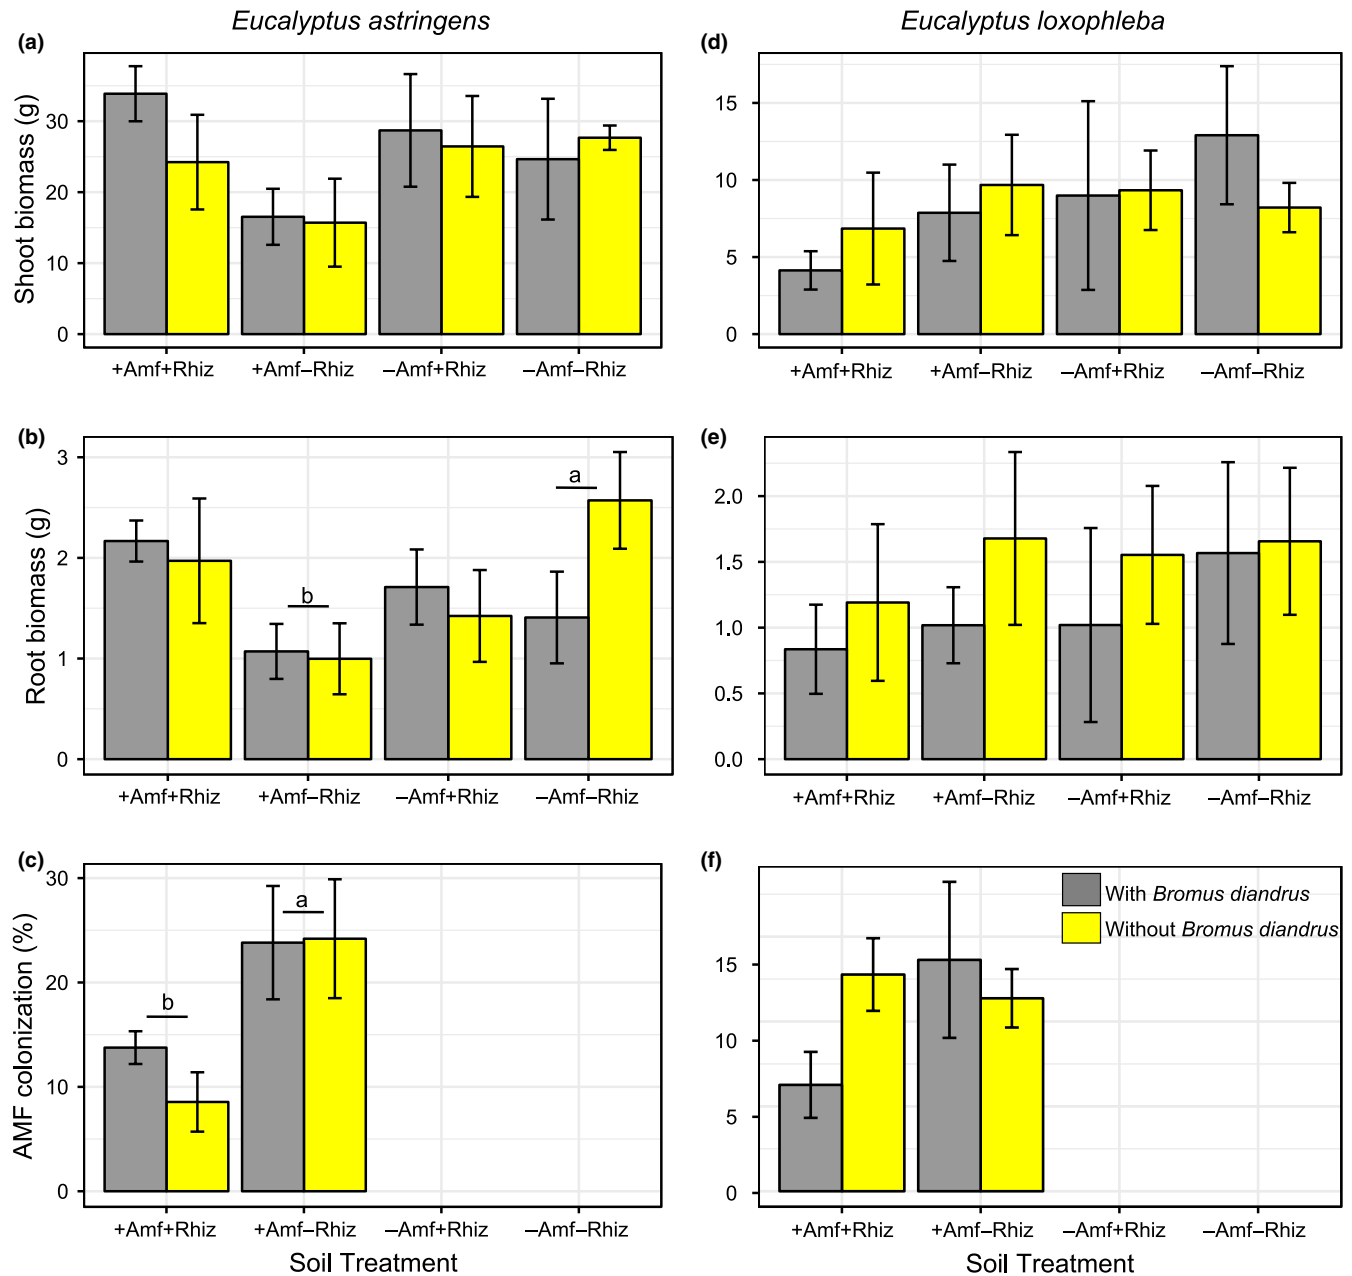 Eucalyptus astringens
Eucalyptus loxophleba
(a)
Shoot biomass (g)
30
20
10
0
+Amf+Rhiz +Amf–Rhiz –Amf+Rhiz –Amf–Rhiz
(d)
15
10
5
0
+Amf+Rhiz +Amf–Rhiz –Amf+Rhiz –Amf–Rhiz
(b)
Root biomass (g)
3
2
1
0
b
a
+Amf+Rhiz +Amf–Rhiz –Amf+Rhiz –Amf–Rhiz
(e)
2.0
1.5
1.0
0.5
0.0
+Amf+Rhiz +Amf–Rhiz –Amf+Rhiz –Amf–Rhiz
(c)
AMF colonization (%)
30
20
10
0
b
a
+Amf+Rhiz +Amf–Rhiz –Amf+Rhiz –Amf–Rhiz
Soil Treatment
(f)
With Bromus diandrus
Without Bromus diandrus
15
10
5
0
+Amf+Rhiz +Amf–Rhiz –Amf+Rhiz –Amf–Rhiz
Soil Treatment